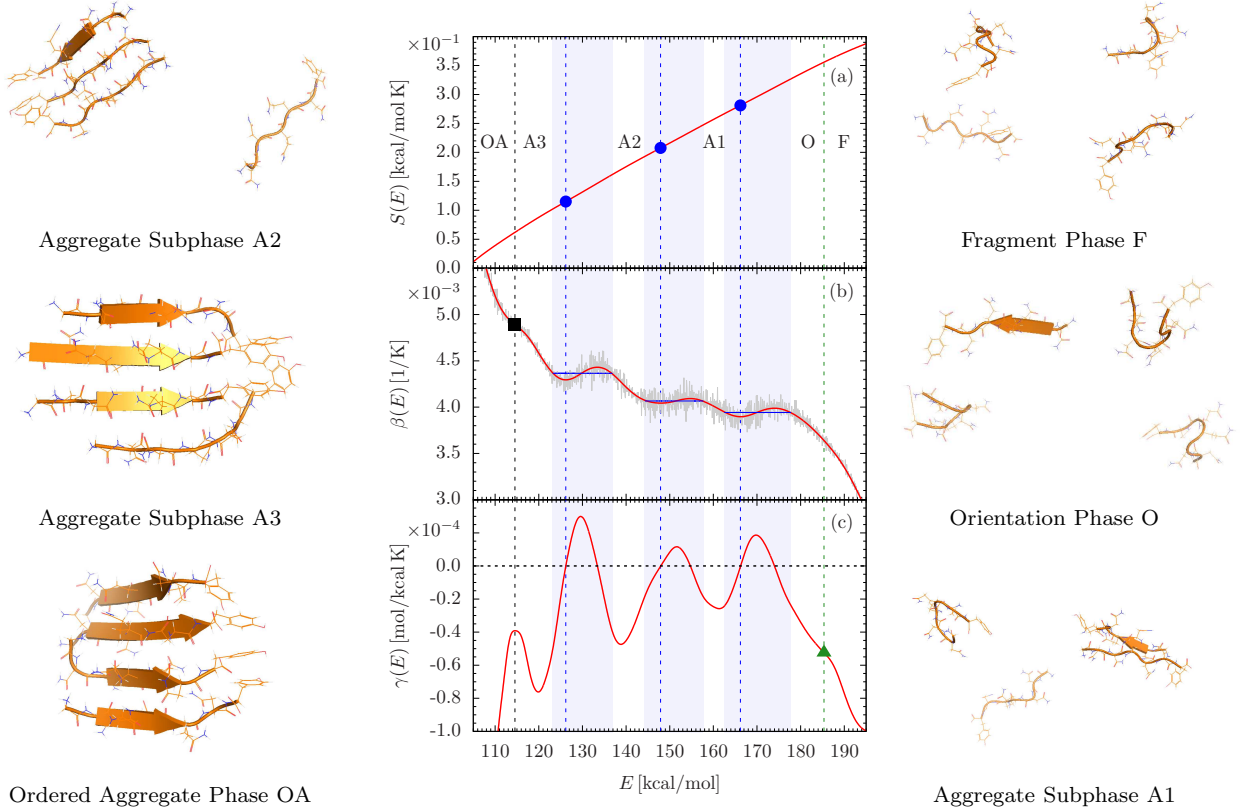 Aggregate Subphase A2
Aggregate Subphase A3
Ordered Aggregate Phase OA
×10⁻¹
(a)
S(E) [kcal/mol K]
3.5
3.0
2.5
2.0
1.5
1.0
0.5
0.0
OA A3 A2 A1 O F
×10⁻³
(b)
β(E) [1/K]
5.0
4.5
4.0
3.5
3.0
×10⁻⁴
(c)
γ(E) [mol/kcal K]
0.0
-0.2
-0.4
-0.6
-0.8
-1.0
110 120 130 140 150 160 170 180 190
E [kcal/mol]
Fragment Phase F
Orientation Phase O
Aggregate Subphase A1